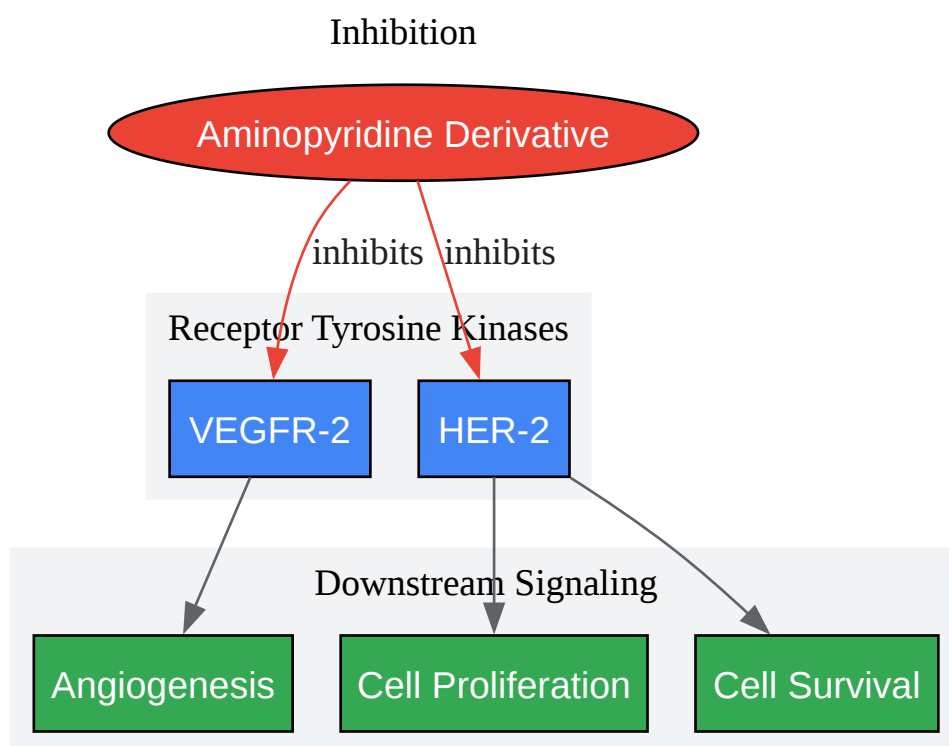 Inhibition
Aminopyridine Derivative
inhibits inhibits
Receptor Tyrosine Kinases
VEGFR-2 HER-2
Downstream Signaling
Angiogenesis Cell Proliferation Cell Survival